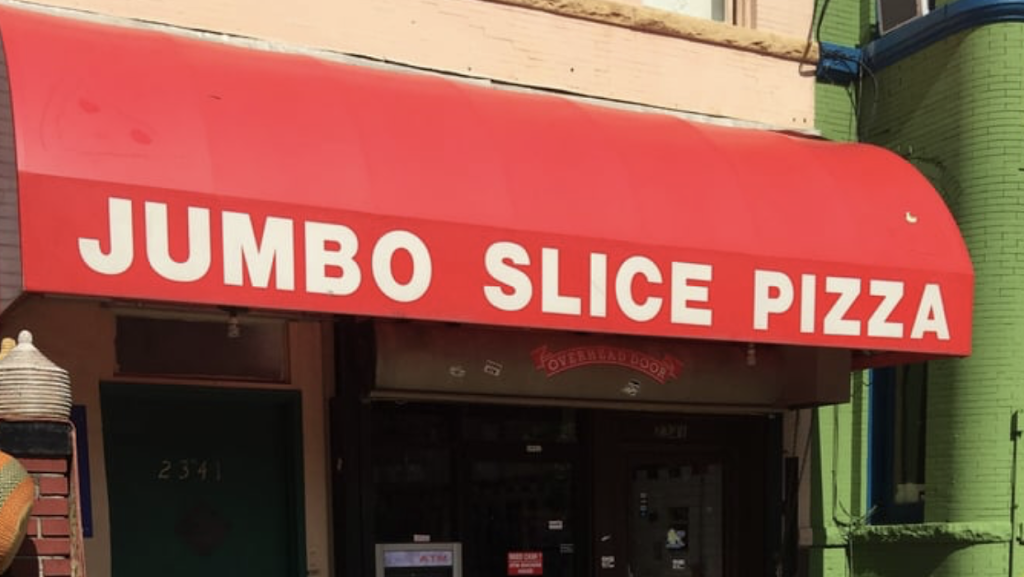 JUMBO SLICE PIZZA
OVERHEAD DOOR
2341
ATM